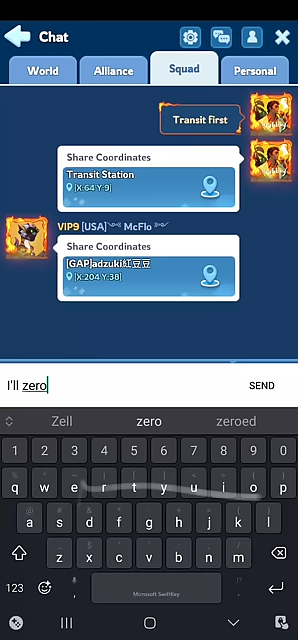 Chat
World
Alliance
Squad
Personal
Transit first
Share Coordinates
Transit Station
[X:64 Y:9]
VIP9 [USA] McFlo
Share Coordinates
[GAP]adzuki紅豆豆
[X:204 Y:38]
I'll zero
SEND
Zell zero zeroed
1 2 3 4 5 6 7 8 9 0
q w e r t y u i o p
a s d f g h j k l
z x c v b n m
123
Microsoft SwiftKey